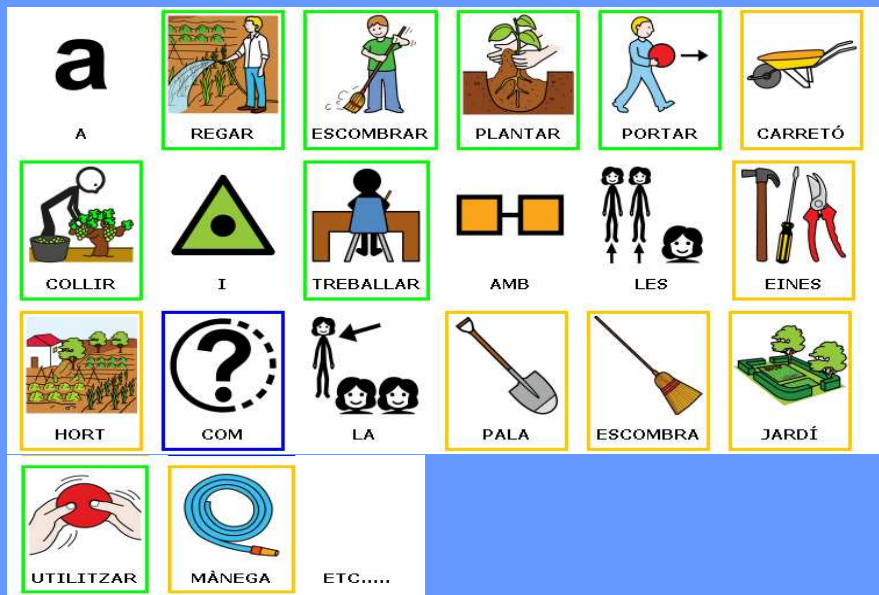 a
A REGAR ESCOMBRAR PLANTAR PORTAR CARRETÓ
COLLIR I TREBALLAR AMB LES EINES
?
HORT COM LA PALA ESCOMBRA JARDÍ
UTILITZAR MÀNEGA ETC.....